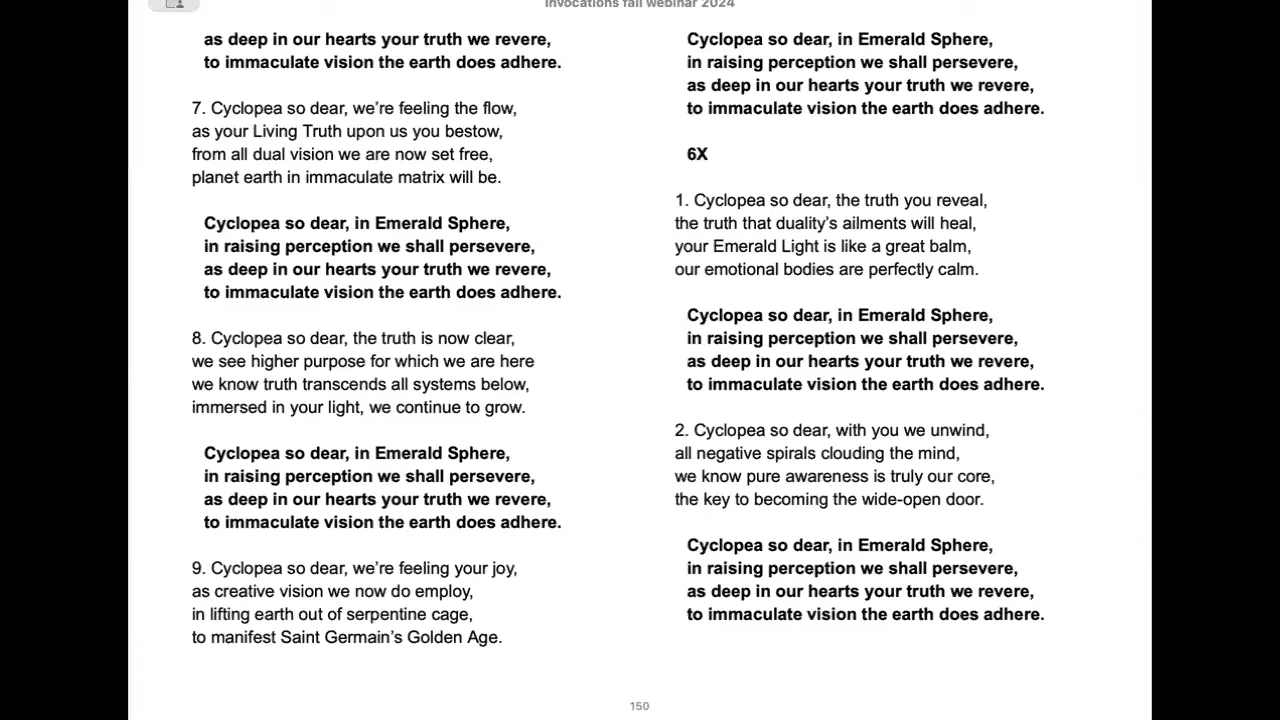 Invocations fall webinar 2024
as deep in our hearts your truth we revere,
to immaculate vision the earth does adhere.
7. Cyclopea so dear, we’re feeling the flow,
as your Living Truth upon us you bestow,
from all dual vision we are now set free,
planet earth in immaculate matrix will be.
Cyclopea so dear, in Emerald Sphere,
in raising perception we shall persevere,
as deep in our hearts your truth we revere,
to immaculate vision the earth does adhere.
8. Cyclopea so dear, the truth is now clear,
we see higher purpose for which we are here
we know truth transcends all systems below,
immersed in your light, we continue to grow.
Cyclopea so dear, in Emerald Sphere,
in raising perception we shall persevere,
as deep in our hearts your truth we revere,
to immaculate vision the earth does adhere.
9. Cyclopea so dear, we’re feeling your joy,
as creative vision we now do employ,
in lifting earth out of serpentine cage,
to manifest Saint Germain’s Golden Age.
Cyclopea so dear, in Emerald Sphere,
in raising perception we shall persevere,
as deep in our hearts your truth we revere,
to immaculate vision the earth does adhere.
6X
1. Cyclopea so dear, the truth you reveal,
the truth that duality’s ailments will heal,
your Emerald Light is like a great balm,
our emotional bodies are perfectly calm.
Cyclopea so dear, in Emerald Sphere,
in raising perception we shall persevere,
as deep in our hearts your truth we revere,
to immaculate vision the earth does adhere.
2. Cyclopea so dear, with you we unwind,
all negative spirals clouding the mind,
we know pure awareness is truly our core,
the key to becoming the wide-open door.
Cyclopea so dear, in Emerald Sphere,
in raising perception we shall persevere,
as deep in our hearts your truth we revere,
to immaculate vision the earth does adhere.
150